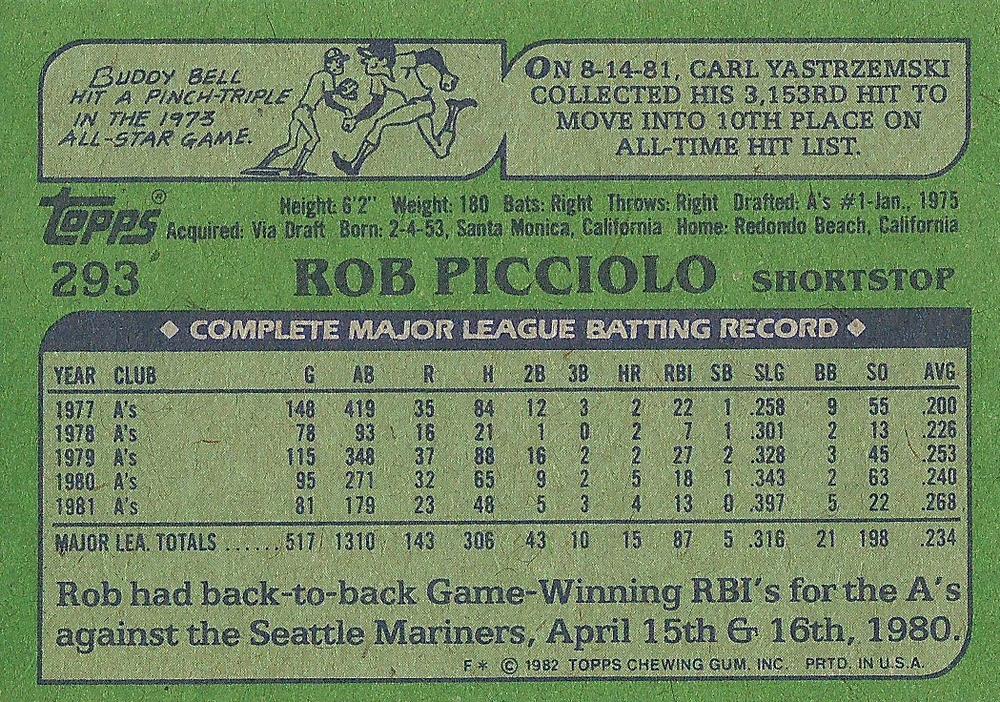 BUDDY BELL
HIT A PINCH-TRIPLE
IN THE 1973
ALL-STAR GAME.
ON 8-14-81, CARL YASTRZEMSKI
COLLECTED HIS 3,153RD HIT TO
MOVE INTO 10TH PLACE ON
ALL-TIME HIT LIST.
TOPPS®
Height: 6'2" Weight: 180 Bats: Right Throws: Right Drafted: A's #1-Jan., 1975
Acquired: Via Draft Born: 2-4-53, Santa Monica, California Home: Redondo Beach, California
293 ROB PICCIOLO SHORTSTOP
◆ COMPLETE MAJOR LEAGUE BATTING RECORD ◆
YEAR CLUB G AB R H 2B 3B HR RBI SB SLG BB SO AVG
1977 A's 148 419 35 84 12 3 2 22 1 .258 9 55 .200
1978 A's 78 93 16 21 1 0 2 7 1 .301 2 13 .226
1979 A's 115 348 37 88 16 2 2 27 2 .328 3 45 .253
1980 A's 95 271 32 65 9 2 5 18 1 .343 2 63 .240
1981 A's 81 179 23 48 5 3 4 13 0 .397 5 22 .268
MAJOR LEA. TOTALS ...... 517 1310 143 306 43 10 15 87 5 .316 21 198 .234
Rob had back-to-back Game-Winning RBI's for the A's
against the Seattle Mariners, April 15th & 16th, 1980.
F* © 1982 TOPPS CHEWING GUM, INC. PRTD. IN U.S.A.